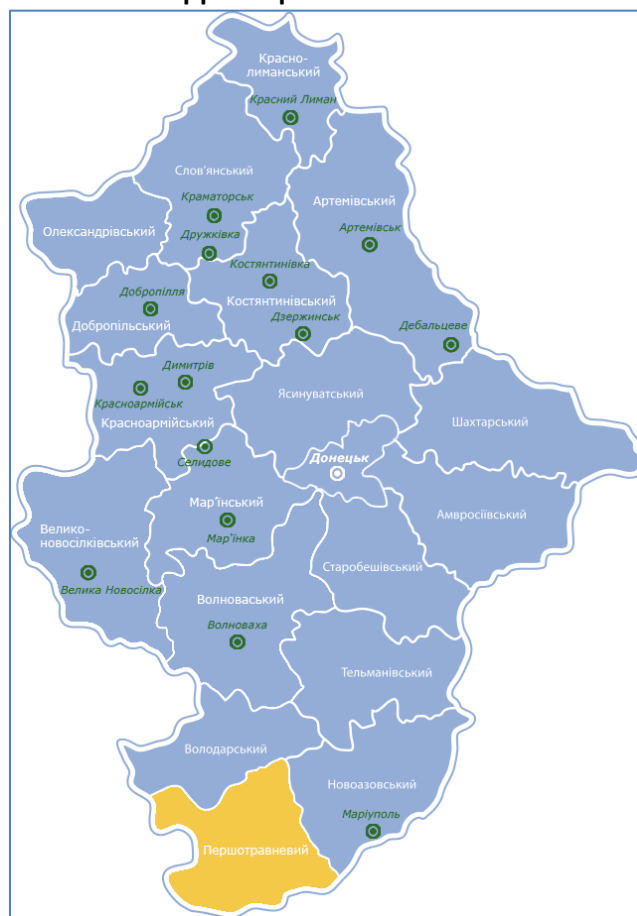 Красно-
лиманський
Красний Лиман
Слов'янський
Краматорськ
Дружківка
Артемівський
Артемівськ
Олександрівський
Костянтинівка
Костянтинівський
Дзержинськ
Добропілля
Добропільський
Дебальцеве
Димитрів
Красноармійськ
Красноармійський
Ясинуватський
Шахтарський
Селидове
Донецьк
Мар'їнський
Мар'їнка
Амвросіївський
Велико-
новосілківський
Велика Новосілка
Старобешівський
Волноваський
Волноваха
Тельманівський
Володарський
Новоазовський
Маріуполь
Першотравневий